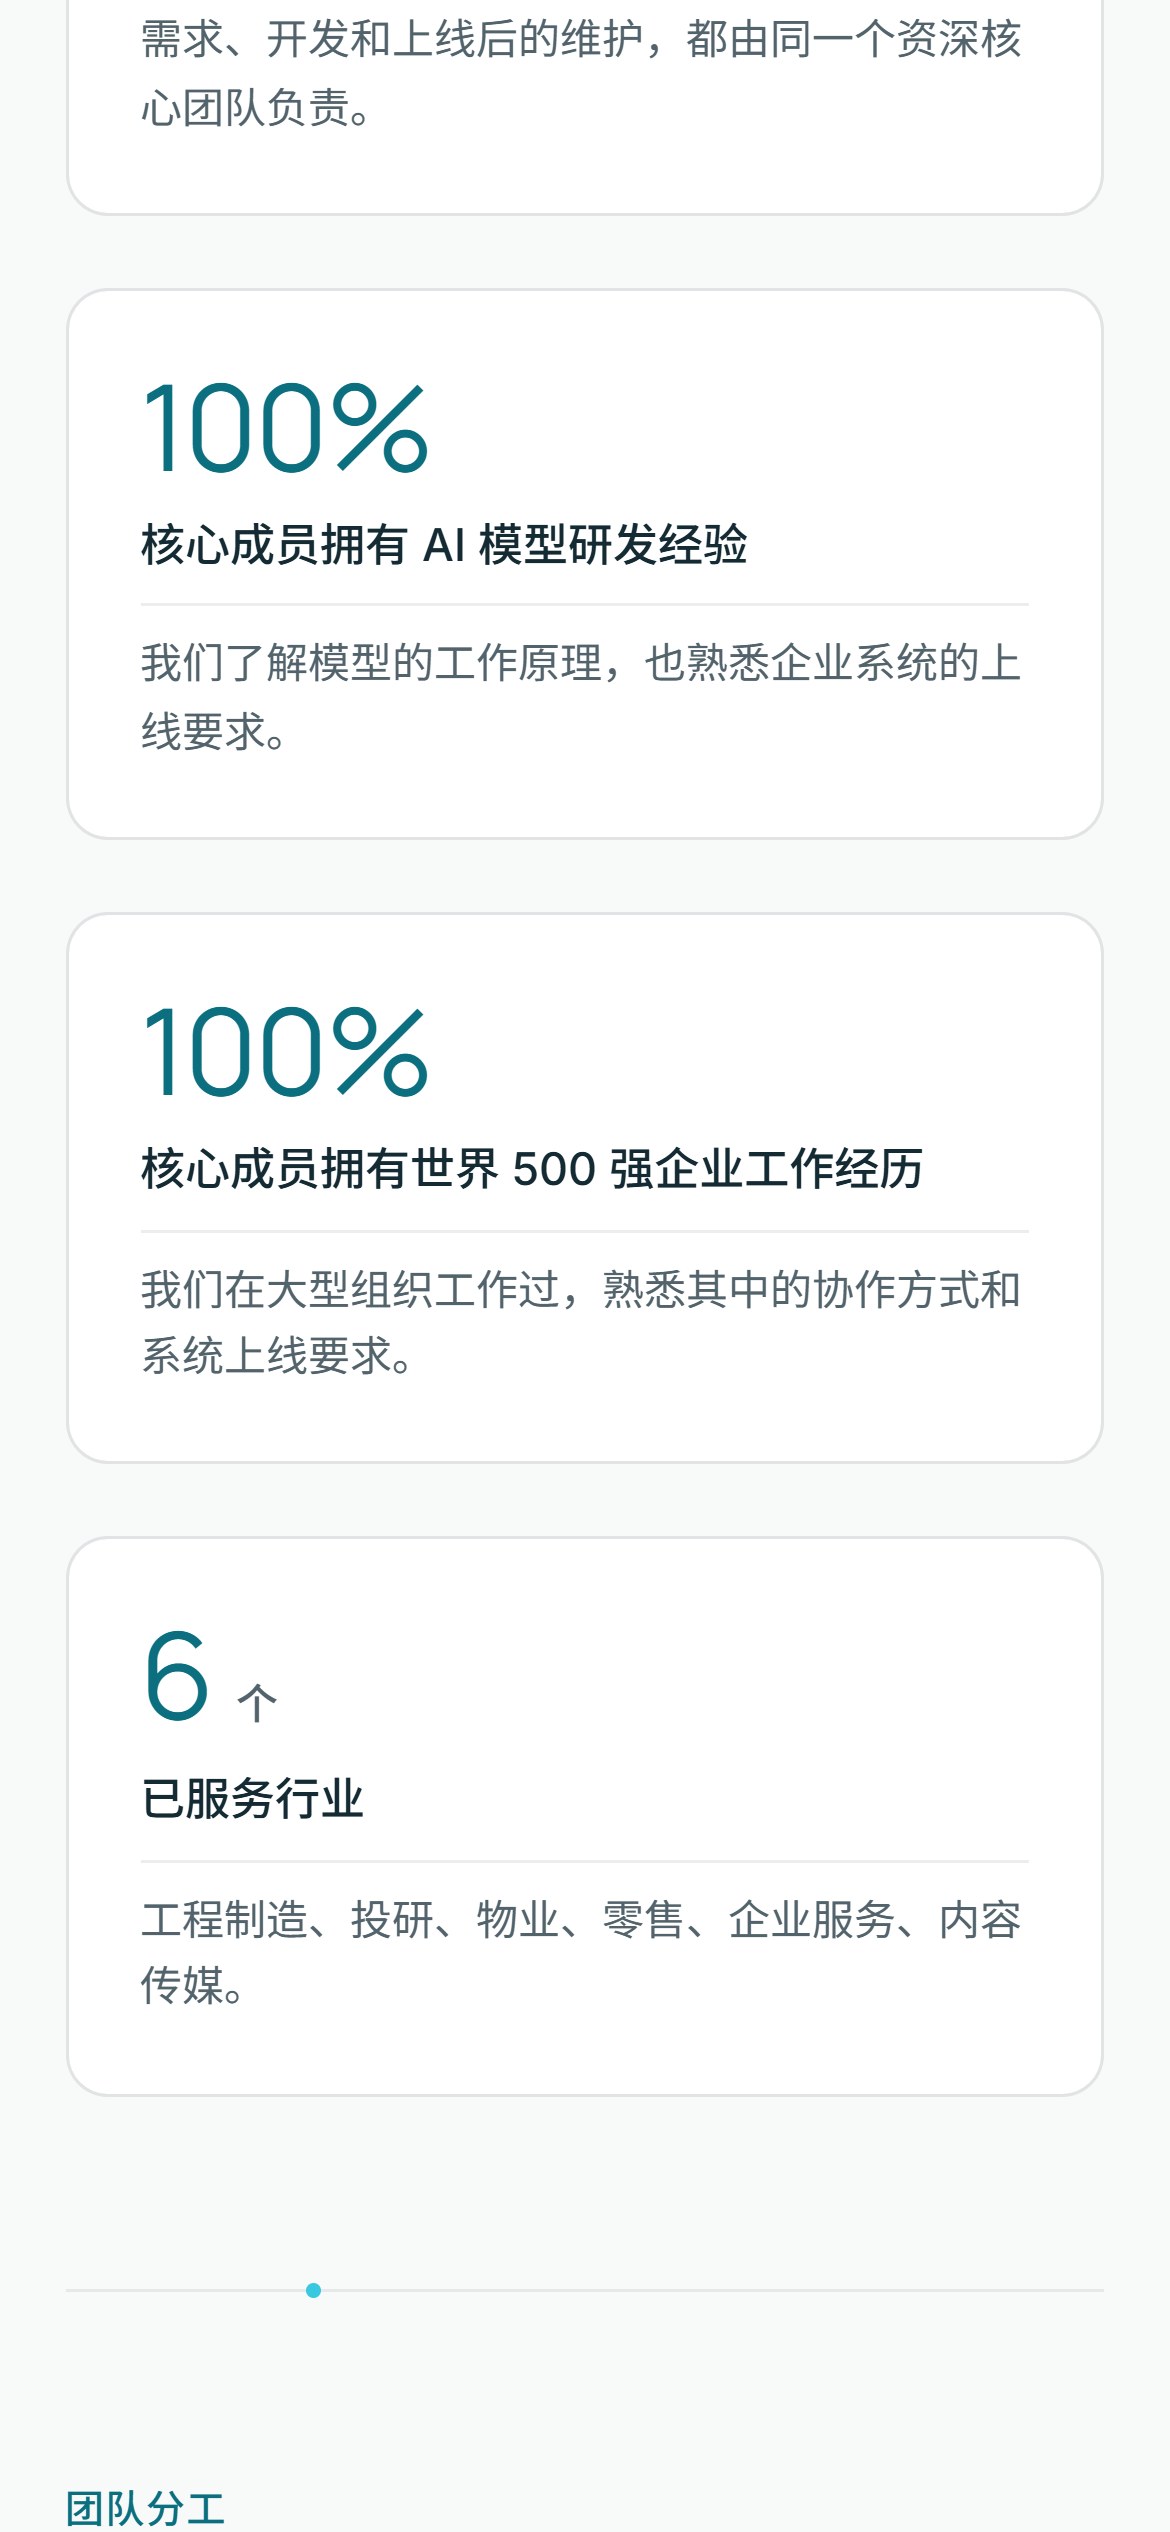 需求、开发和上线后的维护，都由同一个资深核
心团队负责。
100%
核心成员拥有 AI 模型研发经验
我们了解模型的工作原理，也熟悉企业系统的上
线要求。
100%
核心成员拥有世界 500 强企业工作经历
我们在大型组织工作过，熟悉其中的协作方式和
系统上线要求。
6 个
已服务行业
工程制造、投研、物业、零售、企业服务、内容
传媒。
团队分工